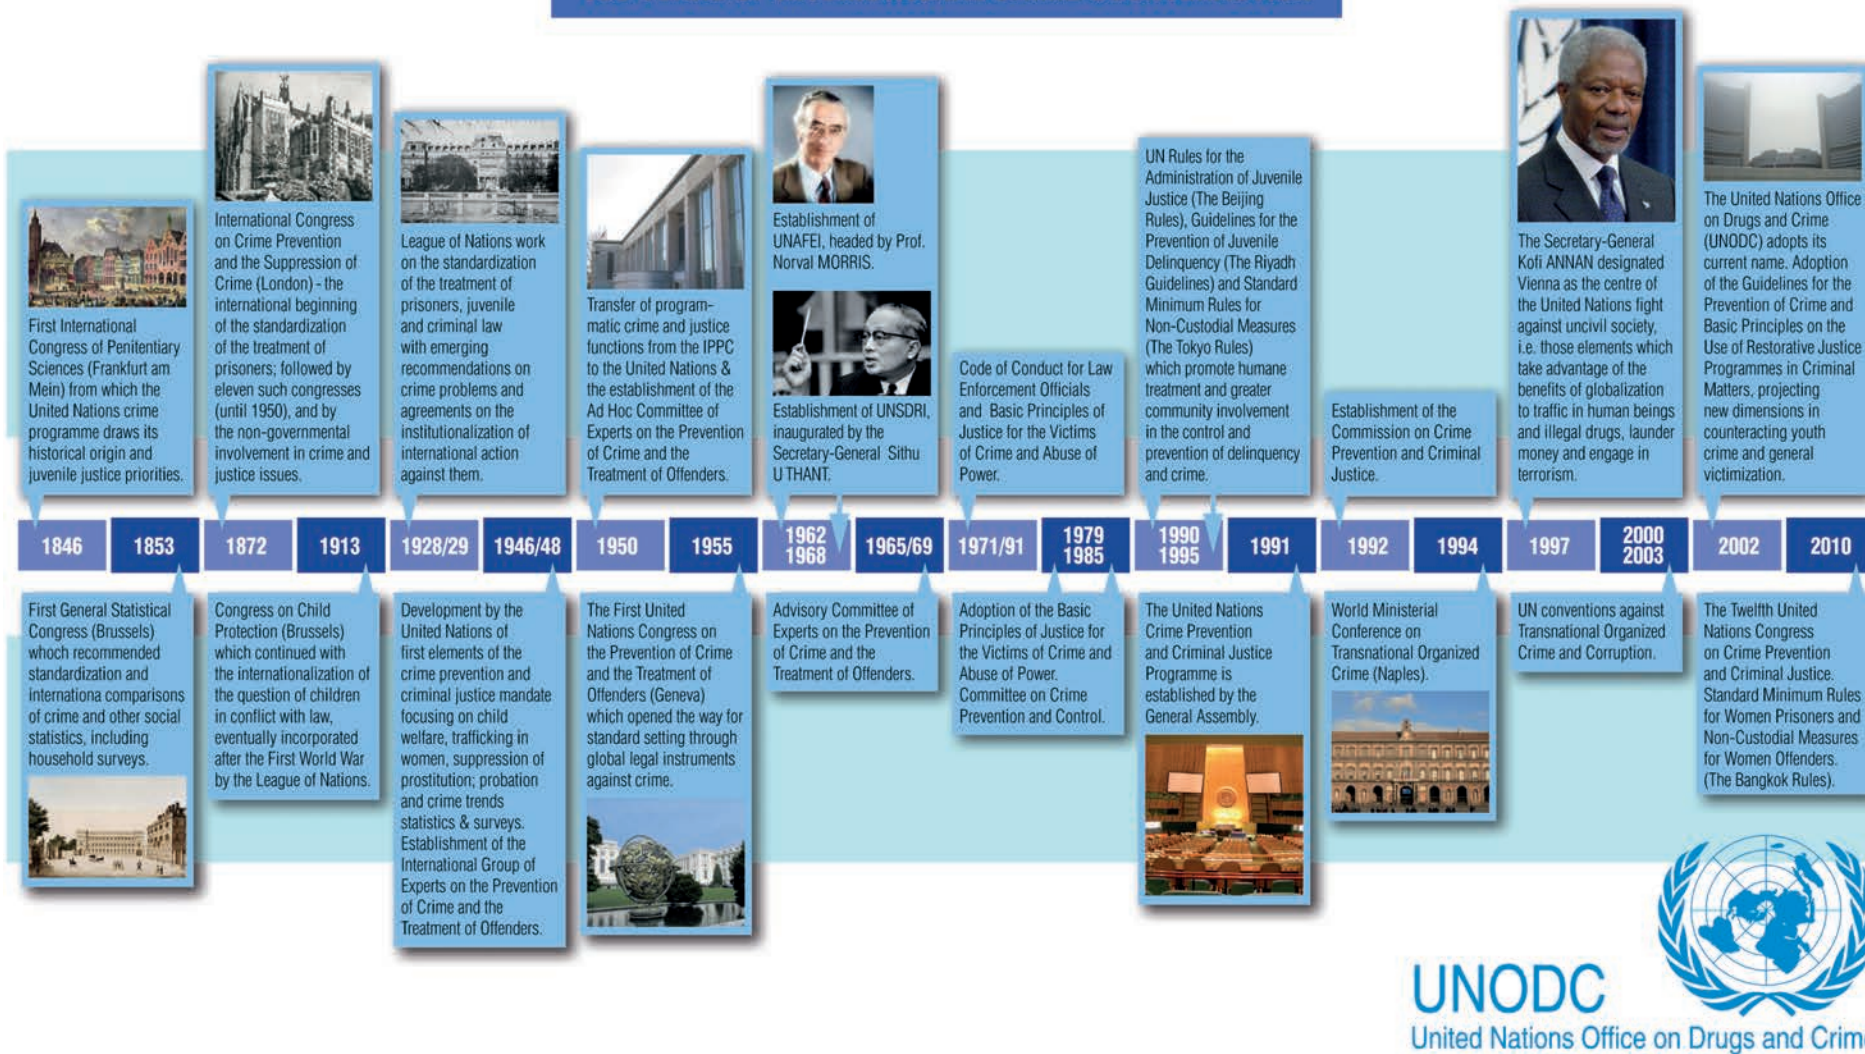 First International
Congress of Penitentiary
Sciences (Frankfurt am
Mein) from which the
United Nations crime
programme draws its
historical origin and
juvenile justice priorities.
International Congress
on Crime Prevention
and the Suppression of
Crime (London) - the
international beginning
of the standardization
of the treatment of
prisoners; followed by
eleven such congresses
(until 1950), and by
the non-governmental
involvement in crime and
justice issues.
League of Nations work
on the standardization
of the treatment of
prisoners, juvenile
and criminal law
with emerging
recommendations on
crime problems and
agreements on the
institutionalization of
international action
against them.
Transfer of program-
matic crime and justice
functions from the IPPC
to the United Nations &
the establishment of the
Ad Hoc Committee of
Experts on the Prevention
of Crime and the
Treatment of Offenders.
Establishment of
UNAFEI, headed by Prof.
Norval MORRIS.
Establishment of UNSDRI,
inaugurated by the
Secretary-General Sithu
U THANT.
Code of Conduct for Law
Enforcement Officials
and Basic Principles of
Justice for the Victims
of Crime and Abuse of
Power.
UN Rules for the
Administration of Juvenile
Justice (The Beijing
Rules), Guidelines for the
Prevention of Juvenile
Delinquency (The Riyadh
Guidelines) and Standard
Minimum Rules for
Non-Custodial Measures
(The Tokyo Rules)
which promote humane
treatment and greater
community involvement
in the control and
prevention of delinquency
and crime.
Establishment of the
Commission on Crime
Prevention and Criminal
Justice.
The Secretary-General
Kofi ANNAN designated
Vienna as the centre of
the United Nations fight
against uncivil society,
i.e. those elements which
take advantage of the
benefits of globalization
to traffic in human beings
and illegal drugs, launder
money and engage in
terrorism.
The United Nations Office
on Drugs and Crime
(UNODC) adopts its
current name. Adoption
of the Guidelines for the
Prevention of Crime and
Basic Principles on the
Use of Restorative Justice
Programmes in Criminal
Matters, projecting
new dimensions in
counteracting youth
crime and general
victimization.
1846
1853
1872
1913
1928/29
1946/48
1950
1955
1962
1968
1965/69
1971/91
1979
1985
1990
1995
1991
1992
1994
1997
2000
2003
2002
2010
First General Statistical
Congress (Brussels)
whoch recommended
standardization and
internationa comparisons
of crime and other social
statistics, including
household surveys.
Congress on Child
Protection (Brussels)
which continued with
the internationalization of
the question of children
in conflict with law,
eventually incorporated
after the First World War
by the League of Nations.
Development by the
United Nations of
first elements of the
crime prevention and
criminal justice mandate
focusing on child
welfare, trafficking in
women, suppression of
prostitution; probation
and crime trends
statistics & surveys.
Establishment of the
International Group of
Experts on the Prevention
of Crime and the
Treatment of Offenders.
The First United
Nations Congress on
the Prevention of Crime
and the Treatment of
Offenders (Geneva)
which opened the way for
standard setting through
global legal instruments
against crime.
Advisory Committee of
Experts on the Prevention
of Crime and the
Treatment of Offenders.
Adoption of the Basic
Principles of Justice for
the Victims of Crime and
Abuse of Power.
Committee on Crime
Prevention and Control.
The United Nations
Crime Prevention
and Criminal Justice
Programme is
established by the
General Assembly.
World Ministerial
Conference on
Transnational Organized
Crime (Naples).
UN conventions against
Transnational Organized
Crime and Corruption.
The Twelfth United
Nations Congress
on Crime Prevention
and Criminal Justice.
Standard Minimum Rules
for Women Prisoners and
Non-Custodial Measures
for Women Offenders.
(The Bangkok Rules).
UNODC
United Nations Office on Drugs and Crim